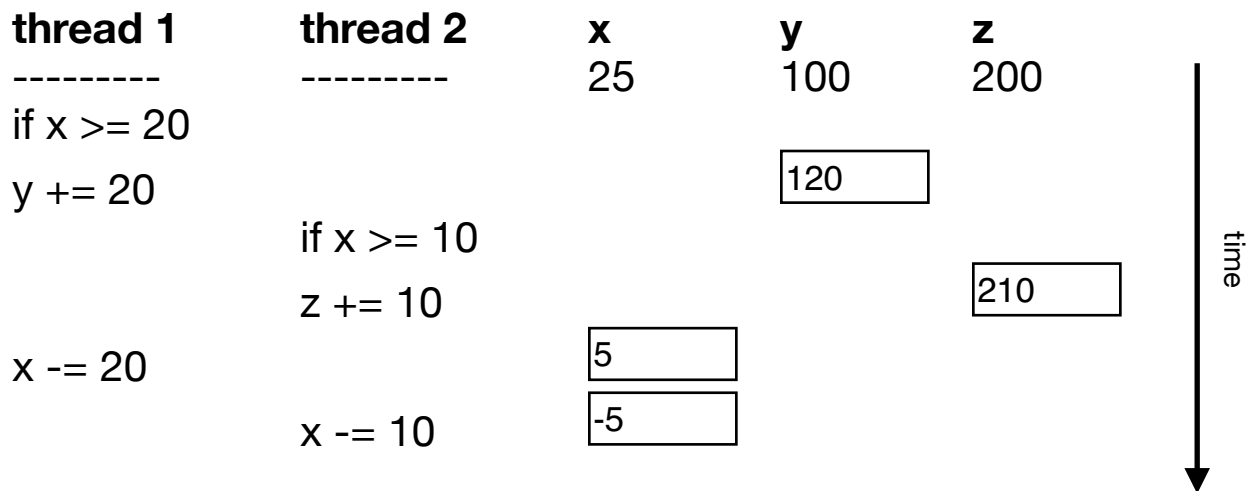 thread 1 thread 2 x y z
--------- --------- 25 100 200
if x >= 20
y += 20 120
if x >= 10
z += 10 210
x -= 20 5
x -= 10 -5
time